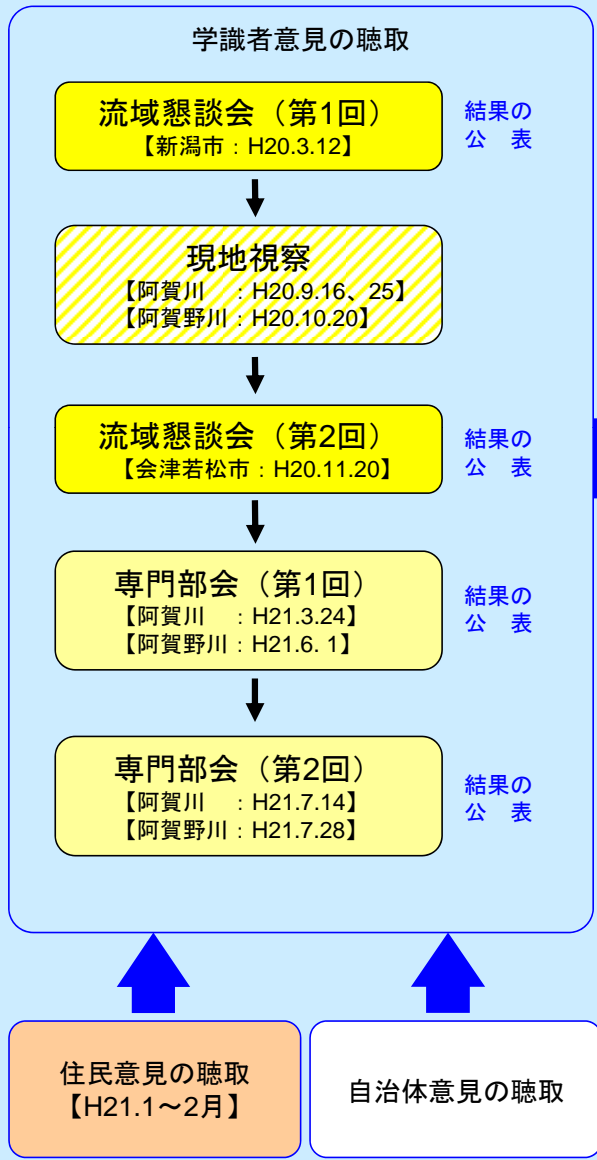 学識者意見の聴取
流域懇談会（第1回）
【新潟市：H20.3.12】
結果の
公　表
現地視察
【阿賀川　：H20.9.16、25】
【阿賀野川：H20.10.20】
流域懇談会（第2回）
【会津若松市：H20.11.20】
結果の
公　表
専門部会（第1回）
【阿賀川　：H21.3.24】
【阿賀野川：H21.6. 1】
結果の
公　表
専門部会（第2回）
【阿賀川　：H21.7.14】
【阿賀野川：H21.7.28】
結果の
公　表
住民意見の聴取
【H21.1～2月】
自治体意見の聴取